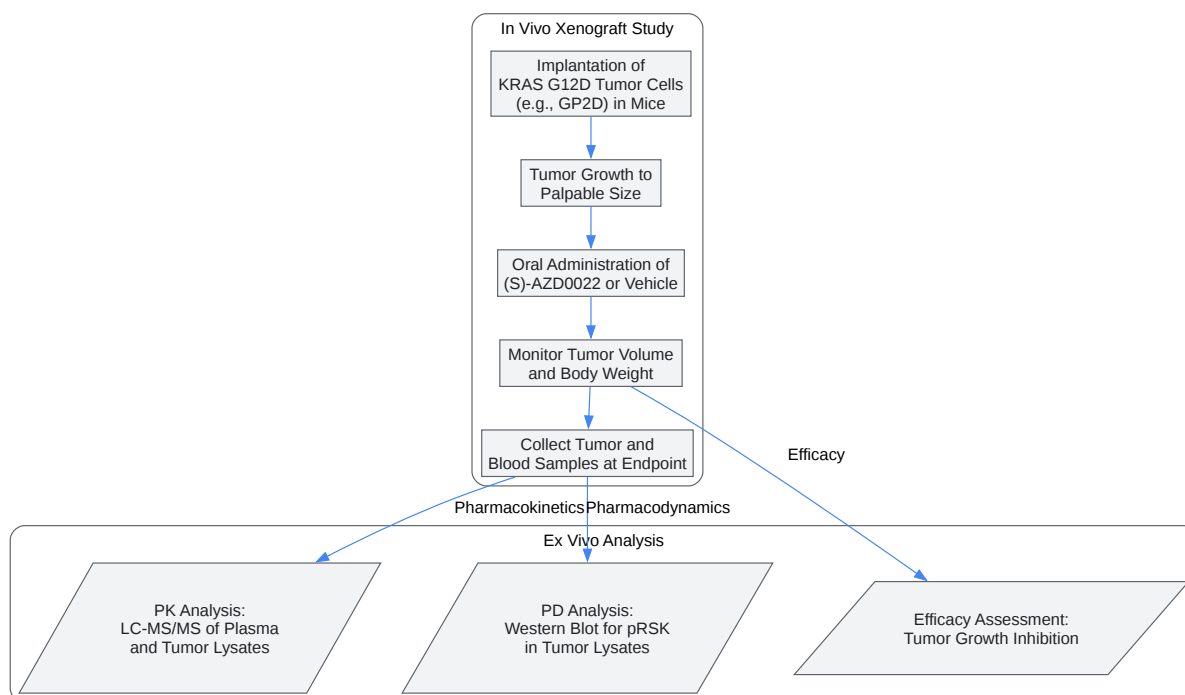 In Vivo Xenograft Study
Implantation of
KRAS G12D Tumor Cells
(e.g., GP2D) in Mice
Tumor Growth to
Palpable Size
Oral Administration of
(S)-AZD0022 or Vehicle
Monitor Tumor Volume
and Body Weight
Collect Tumor and
Blood Samples at Endpoint
Efficacy
Pharmacokinetics
Pharmacodynamics
Ex Vivo Analysis
PK Analysis:
LC-MS/MS of Plasma
and Tumor Lysates
PD Analysis:
Western Blot for pRSK
in Tumor Lysates
Efficacy Assessment:
Tumor Growth Inhibition